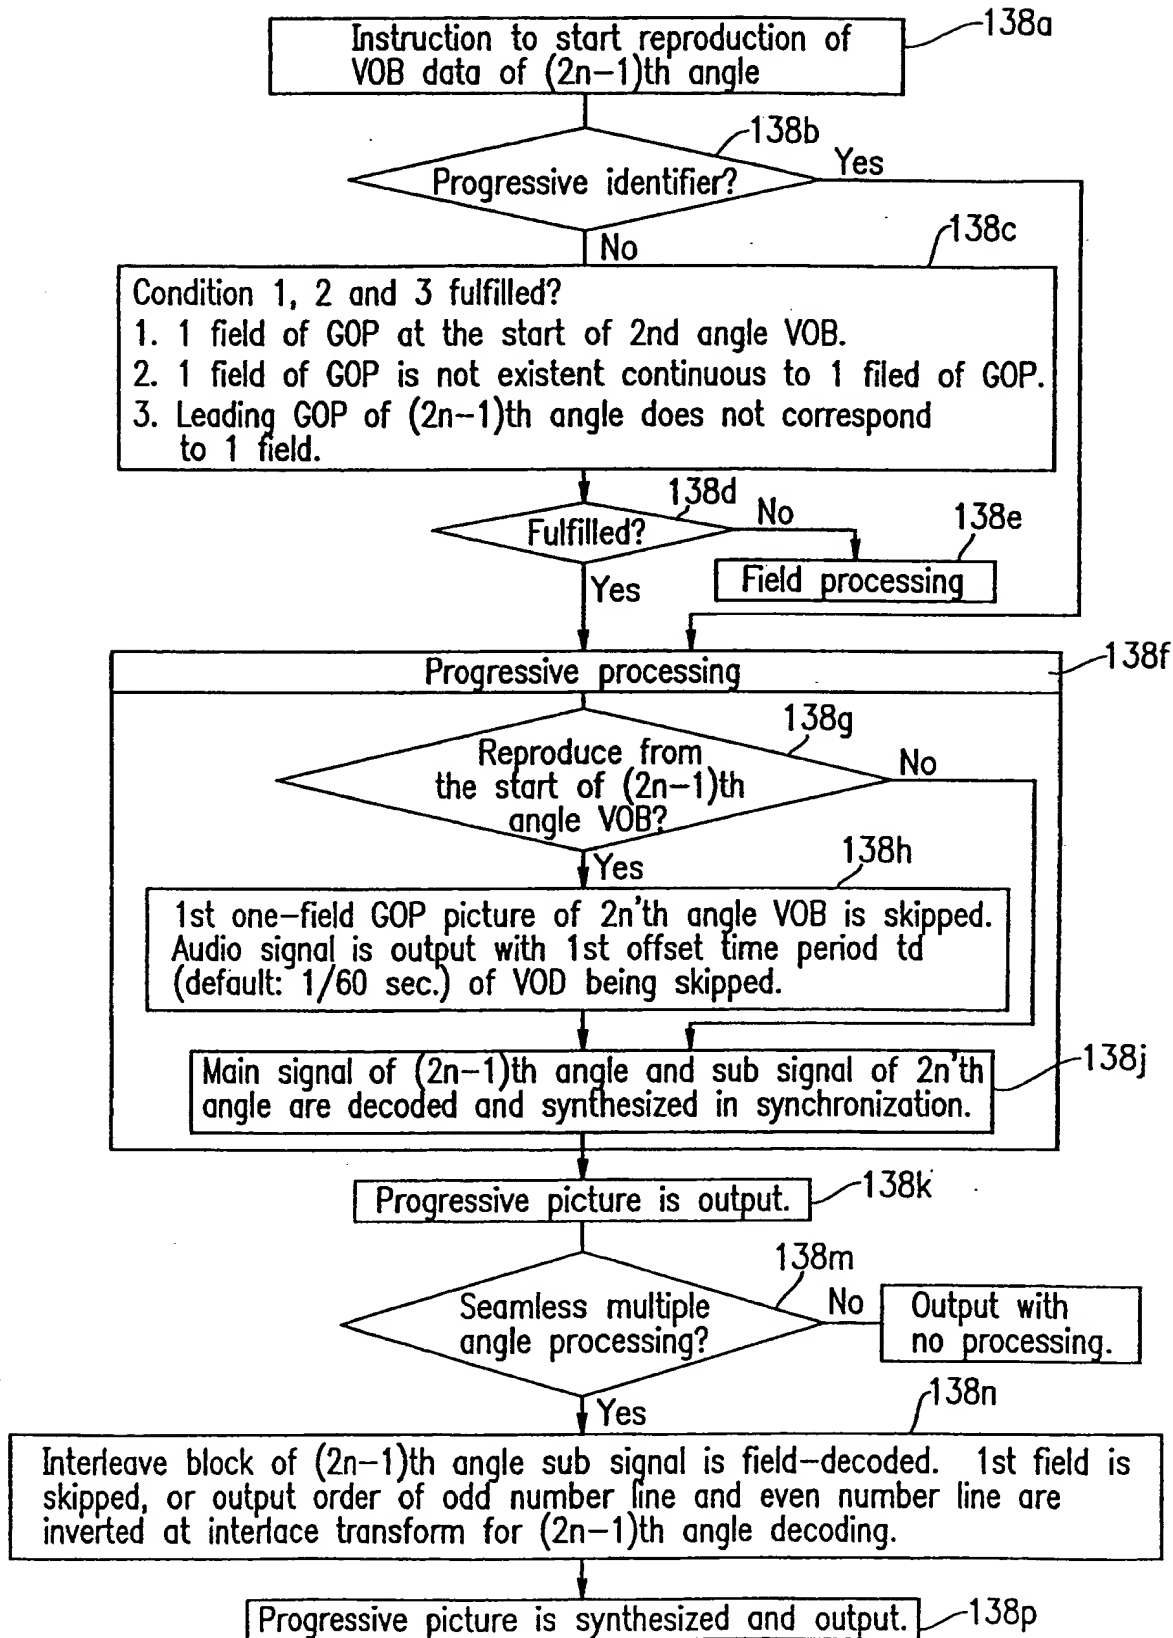 Instruction to start reproduction of
VOB data of (2n-1)th angle
138a
138b
Progressive identifier?
Yes
No
138c
Condition 1, 2 and 3 fulfilled?
1. 1 field of GOP at the start of 2nd angle VOB.
2. 1 field of GOP is not existent continuous to 1 filed of GOP.
3. Leading GOP of (2n-1)th angle does not correspond
to 1 field.
138d
Fulfilled?
No
138e
Field processing
Yes
Progressive processing
138f
138g
Reproduce from
the start of (2n-1)th
angle VOB?
No
Yes
138h
1st one-field GOP picture of 2n'th angle VOB is skipped.
Audio signal is output with 1st offset time period td
(default: 1/60 sec.) of VOD being skipped.
Main signal of (2n-1)th angle and sub signal of 2n'th
angle are decoded and synthesized in synchronization.
138j
Progressive picture is output.
138k
138m
Seamless multiple
angle processing?
No
Output with
no processing.
Yes
138n
Interleave block of (2n-1)th angle sub signal is field-decoded. 1st field is
skipped, or output order of odd number line and even number line are
inverted at interlace transform for (2n-1)th angle decoding.
Progressive picture is synthesized and output.
138p